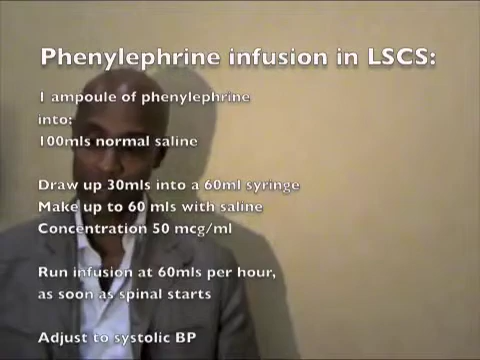 Phenylephrine infusion in LSCS:
1 ampoule of phenylephrine
into:
100mls normal saline
Draw up 30mls into a 60ml syringe
Make up to 60 mls with saline
Concentration 50 mcg/ml
Run infusion at 60mls per hour,
as soon as spinal starts
Adjust to systolic BP